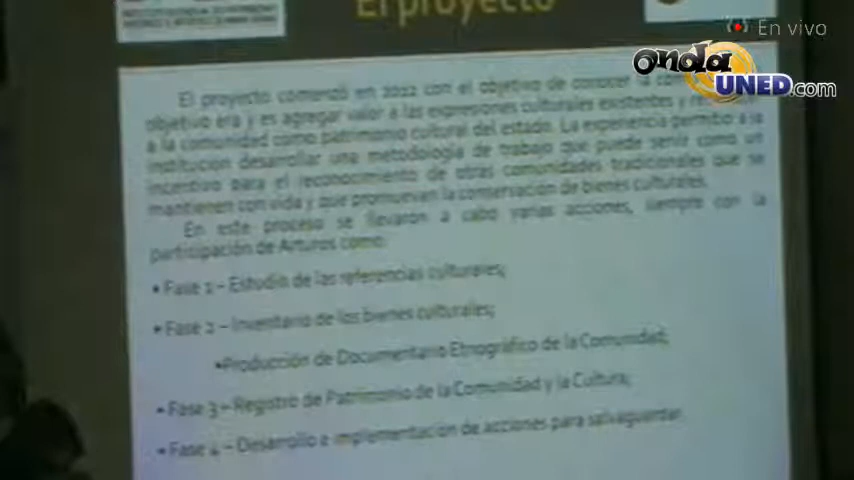 El proyecto
En vivo
onda
UNED.com
El proyecto comenzó en 2012 con el objetivo de conocer la
objetivo era y es agregar valor a las expresiones culturales existentes y
a la comunidad como patrimonio cultural del estado. La experiencia permitió a la
institución desarrollar una metodología de trabajo que puede servir como un
incentivo para el reconocimiento de otras comunidades tradicionales que se
mantienen con vida y que promuevan la conservación de bienes culturales.
En este proceso se llevaron a cabo varias acciones, siempre con la
participación de Arturos como:
• Fase 1 – Estudio de las referencias culturales;
• Fase 2 – Inventario de los bienes culturales;
•Producción de Documentario Etnográfico de la Comunidad;
• Fase 3 – Registro de Patrimonio de la Comunidad y la Cultura;
• Fase 4 – Desarrollo e implementación de acciones para salvaguardar.